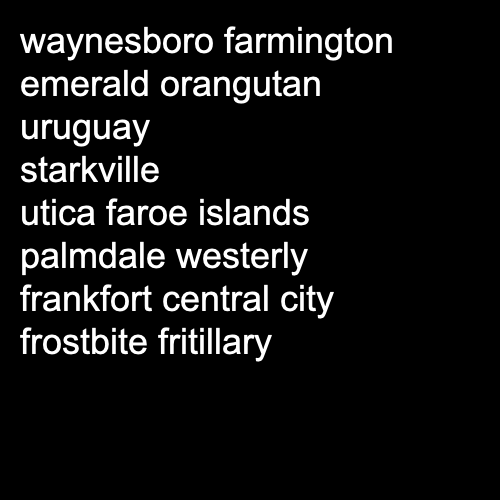 waynesboro farmington
emerald orangutan
uruguay
starkville
utica faroe islands
palmdale westerly
frankfort central city
frostbite fritillary